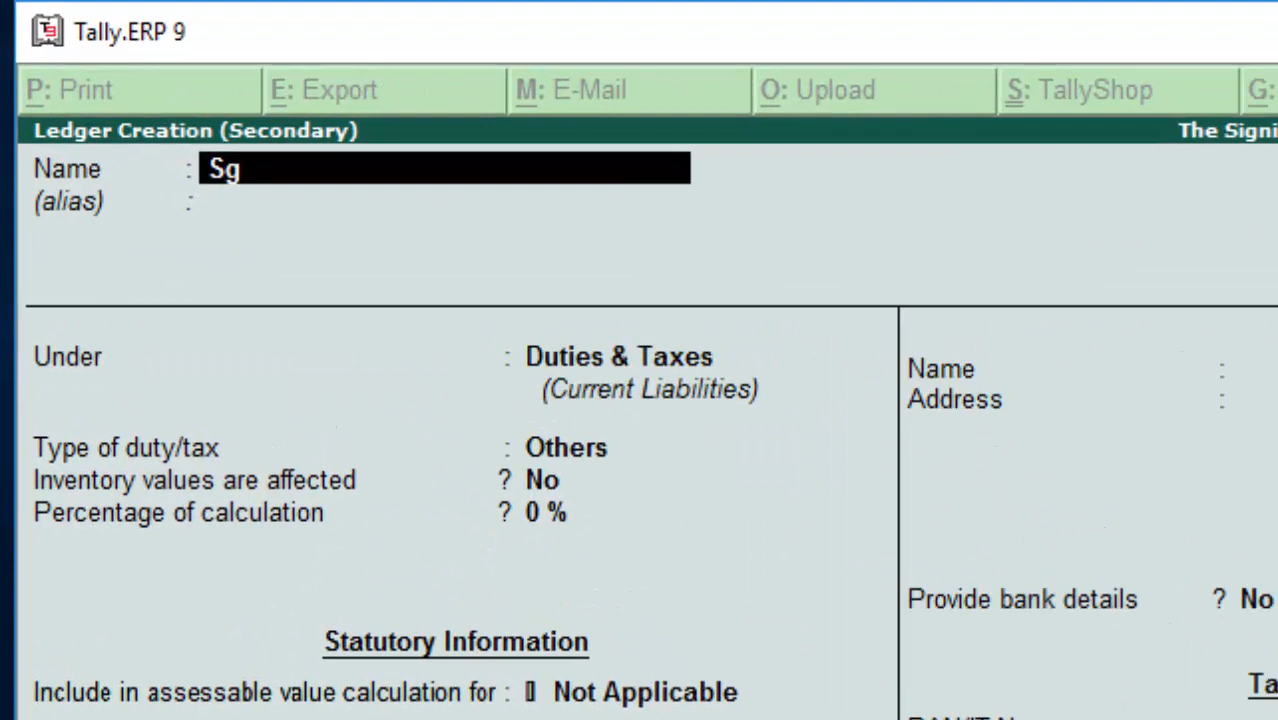 Tally.ERP 9
P: Print E: Export M: E-Mail O: Upload S: TallyShop G:
Ledger Creation (Secondary) The Signi
Name : Sg
(alias) :
Under : Duties & Taxes
(Current Liabilities)
Type of duty/tax : Others
Inventory values are affected ? No
Percentage of calculation ? 0 %
Statutory Information
Include in assessable value calculation for : Not Applicable
Name :
Address :
Provide bank details ? No
Ta